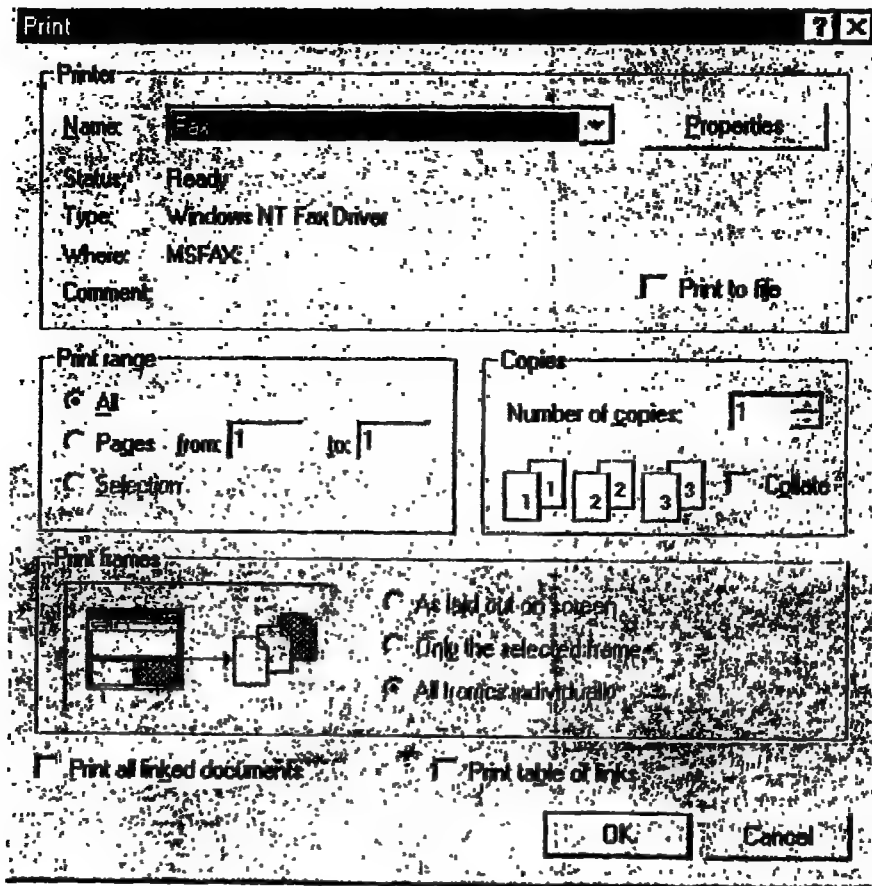 Print
Printer
Name: Fax Properties
Status: Ready
Type: Windows NT Fax Driver
Where: MSFAX:
Comment:
Print to file
Print range
All
Pages from: 1 to: 1
Selection
Copies
Number of copies: 1
1 1 2 2 3 3 Collate
Print frames
As laid out on screen
Only the selected frame
All frames individually
Print all linked documents Print table of links
OK Cancel